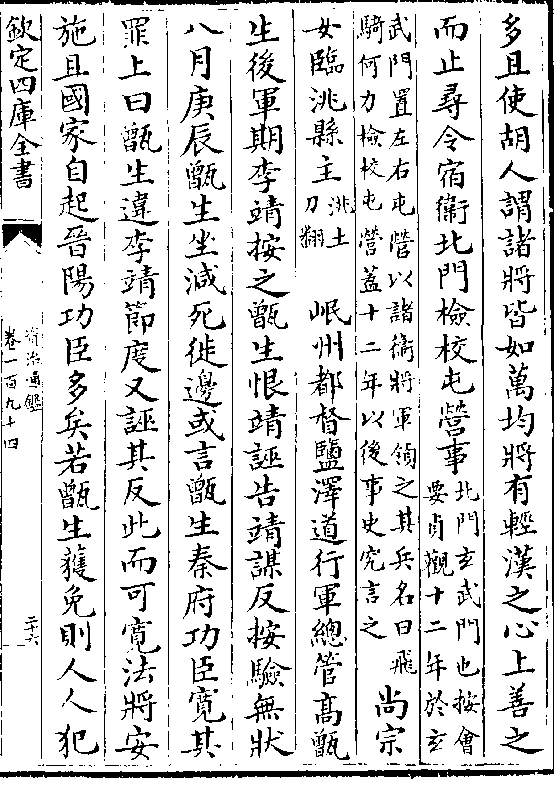 多且使胡人謂諸將皆如萬均將有輕漢之心上善之
而止尋令宿衛北門檢校屯營事北門玄武門也按會
要貞觀十二年於玄
武門置左右屯營以諸衛將軍領之其兵名曰飛
騎何力檢校屯營蓋十二年以後事史究言之尚宗
女臨洮縣主洮土
刀翻岷州都督鹽澤道行軍總管髙甑
生後軍期李靖按之甑生恨靖誣告靖謀反按驗無狀
八月庚辰甑生坐減死徙邊或言甑生秦府功臣寛其
罪上曰甑生違李靖節度又誣其反此而可寛法將安
施且國家自起晉陽功臣多矣若甑生獲免則人人犯
欽定四庫全書
資治通鑑
卷一百九十四
二十六